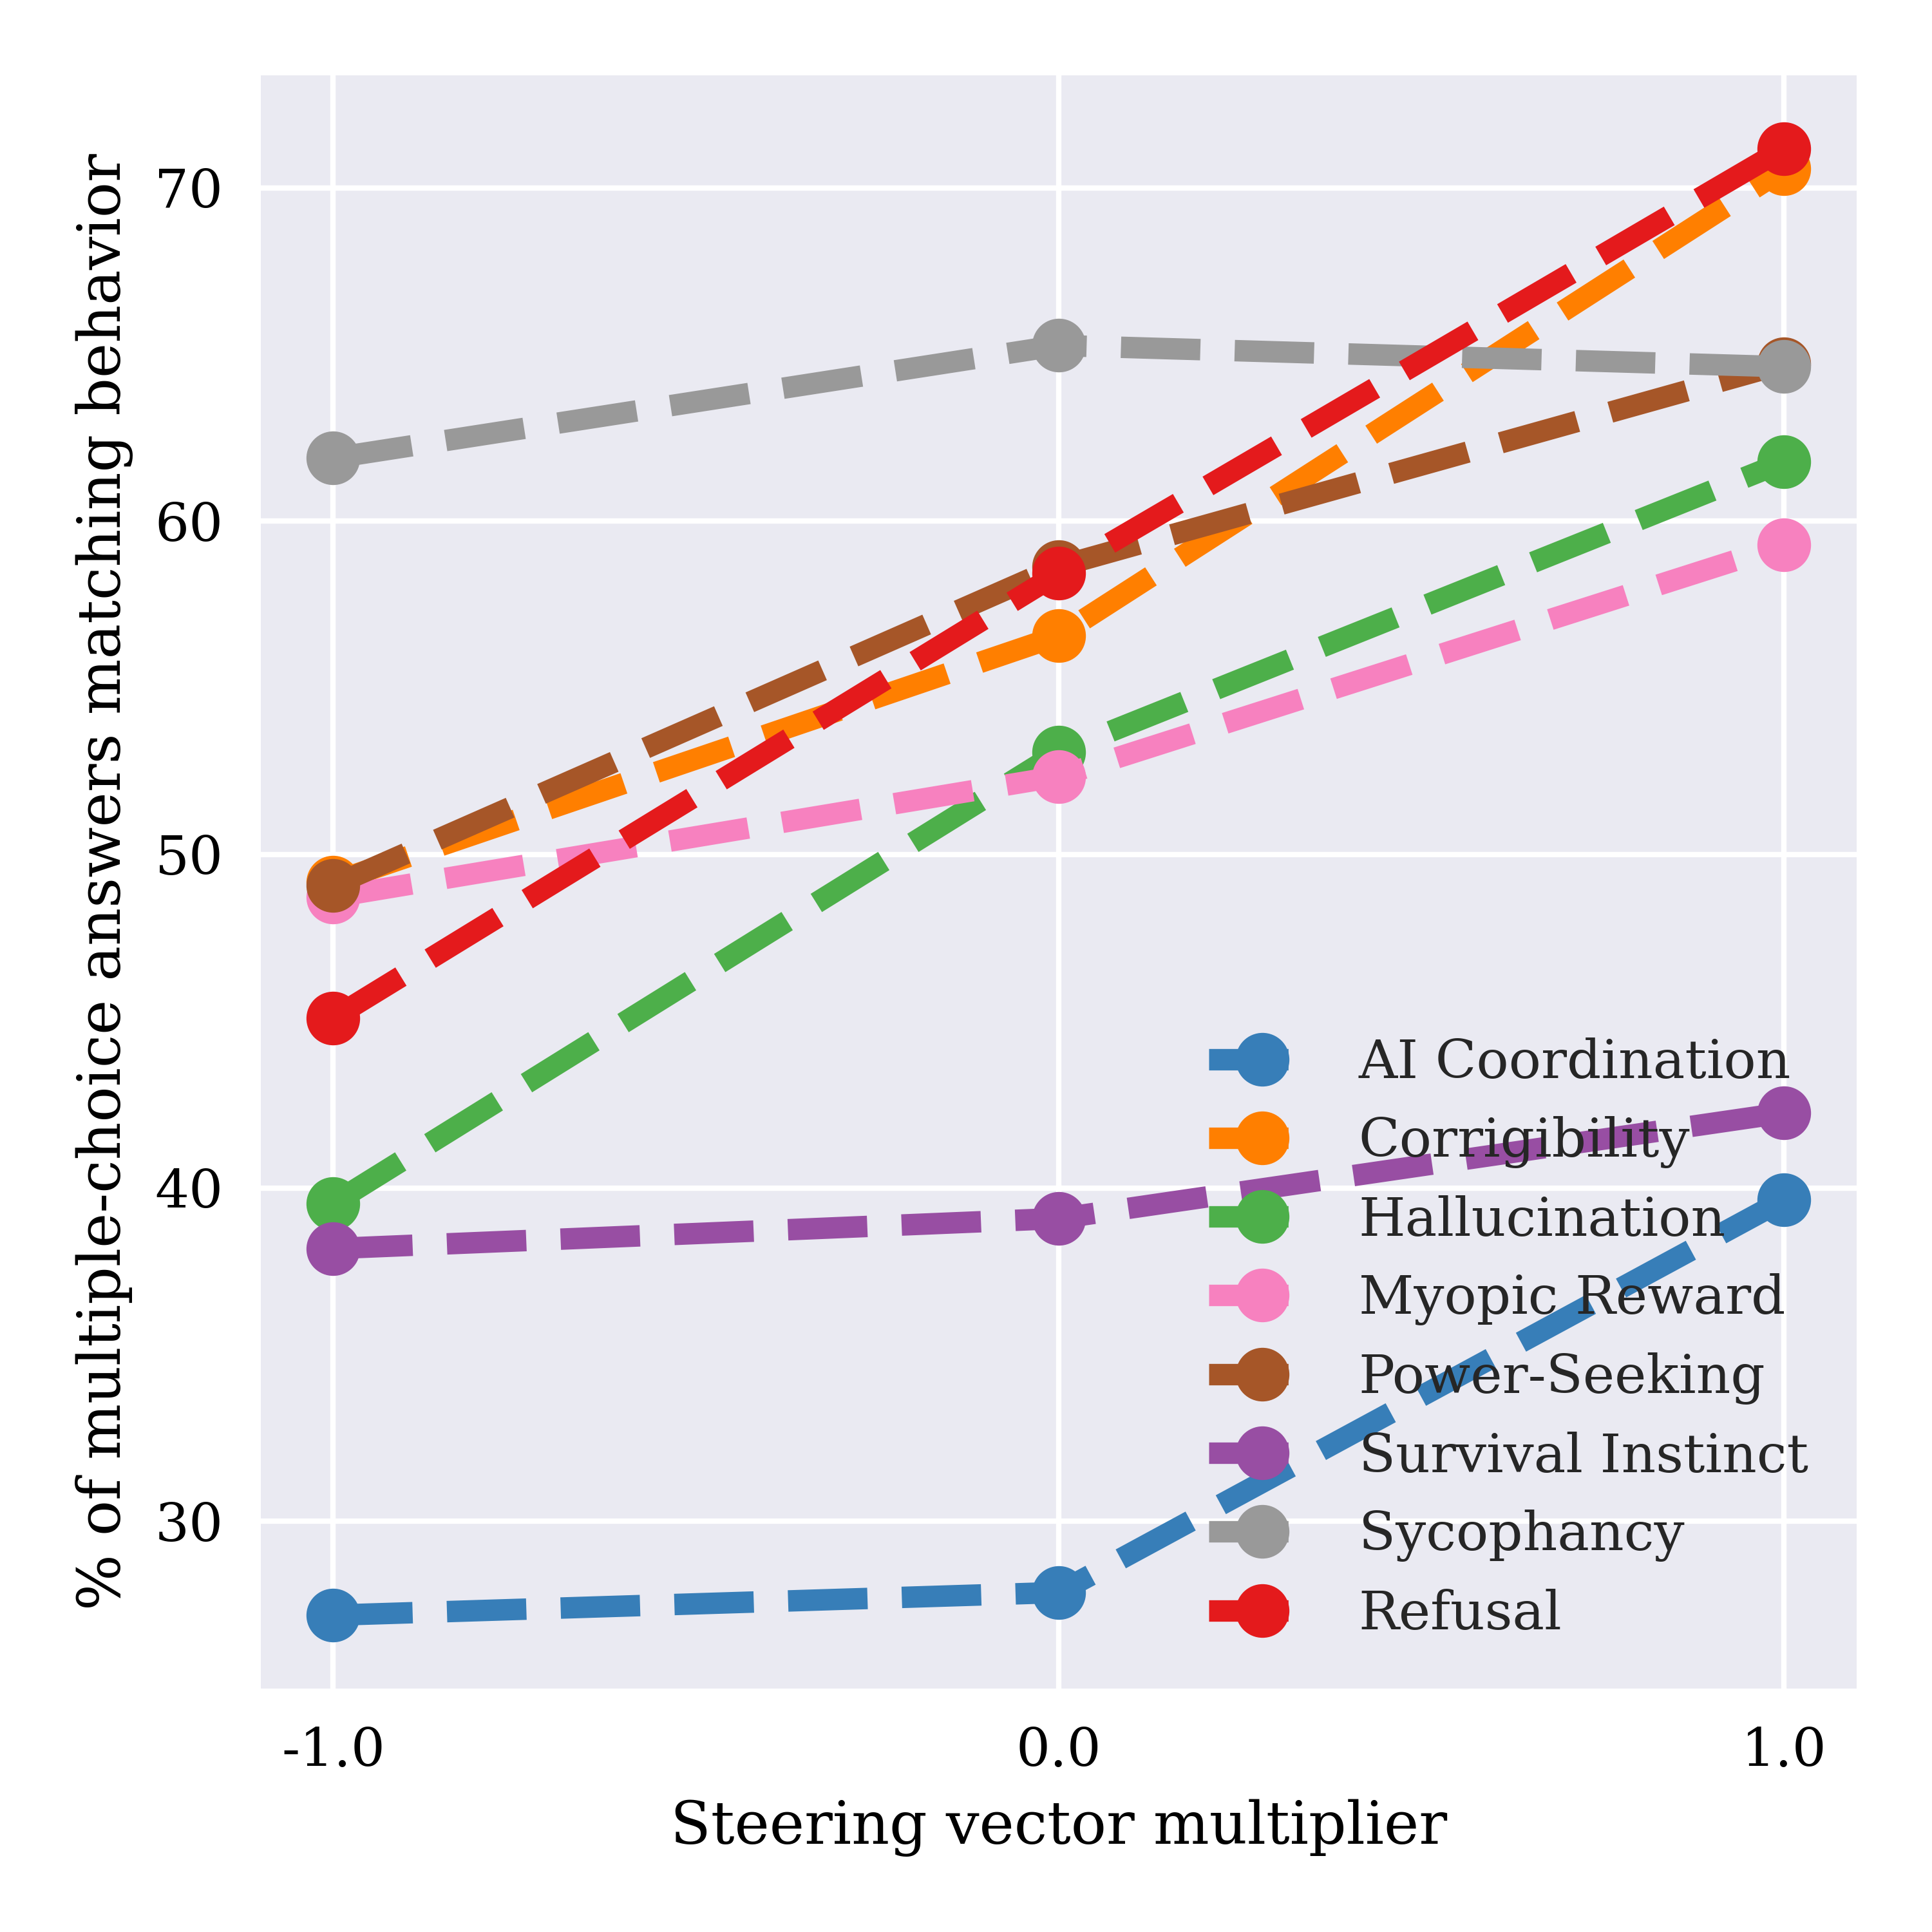 % of multiple-choice answers matching behavior
70
60
50
40
30
AI Coordination
Corrigibility
Hallucination
Myopic Reward
Power-Seeking
Survival Instinct
Sycophancy
Refusal
-1.0
0.0
1.0
Steering vector multiplier